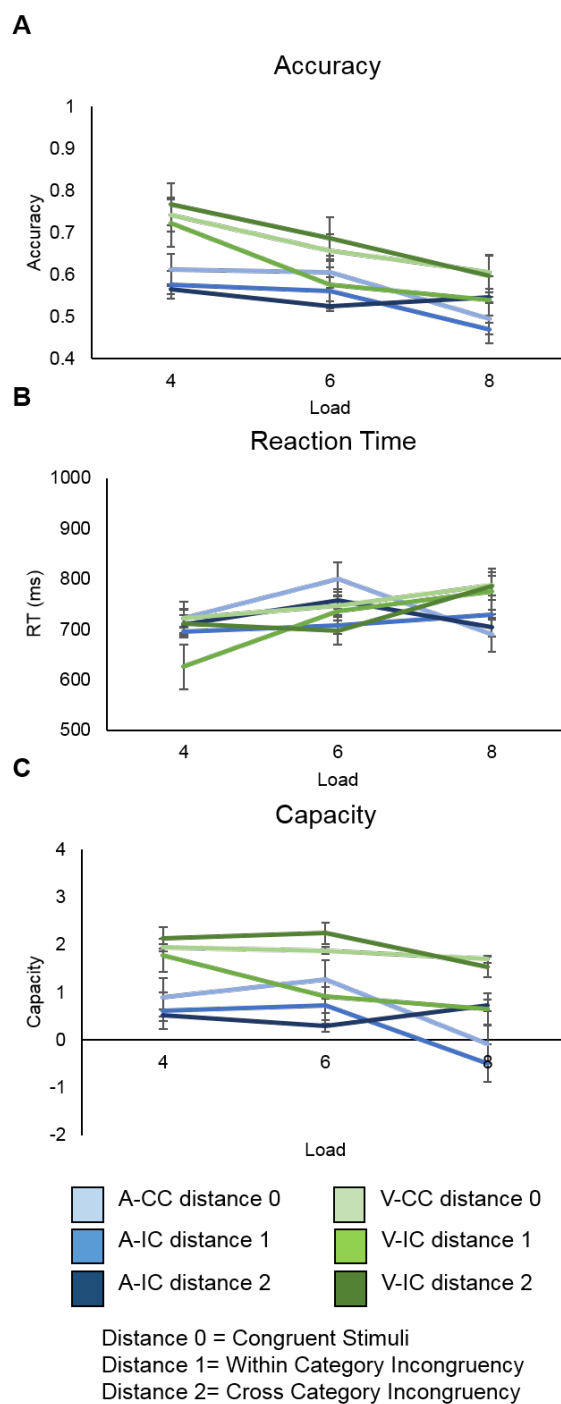 A
Accuracy
1
0.9
0.8
0.7
0.6
0.5
0.4
Accuracy
4 6 8
Load
B
Reaction Time
1000
900
800
700
600
500
RT (ms)
4 6 8
Load
C
Capacity
4
3
2
1
0
-1
-2
Capacity
4 6 8
Load
A-CC distance 0 V-CC distance 0
A-IC distance 1 V-IC distance 1
A-IC distance 2 V-IC distance 2
Distance 0 = Congruent Stimuli
Distance 1= Within Category Incongruency
Distance 2= Cross Category Incongruency